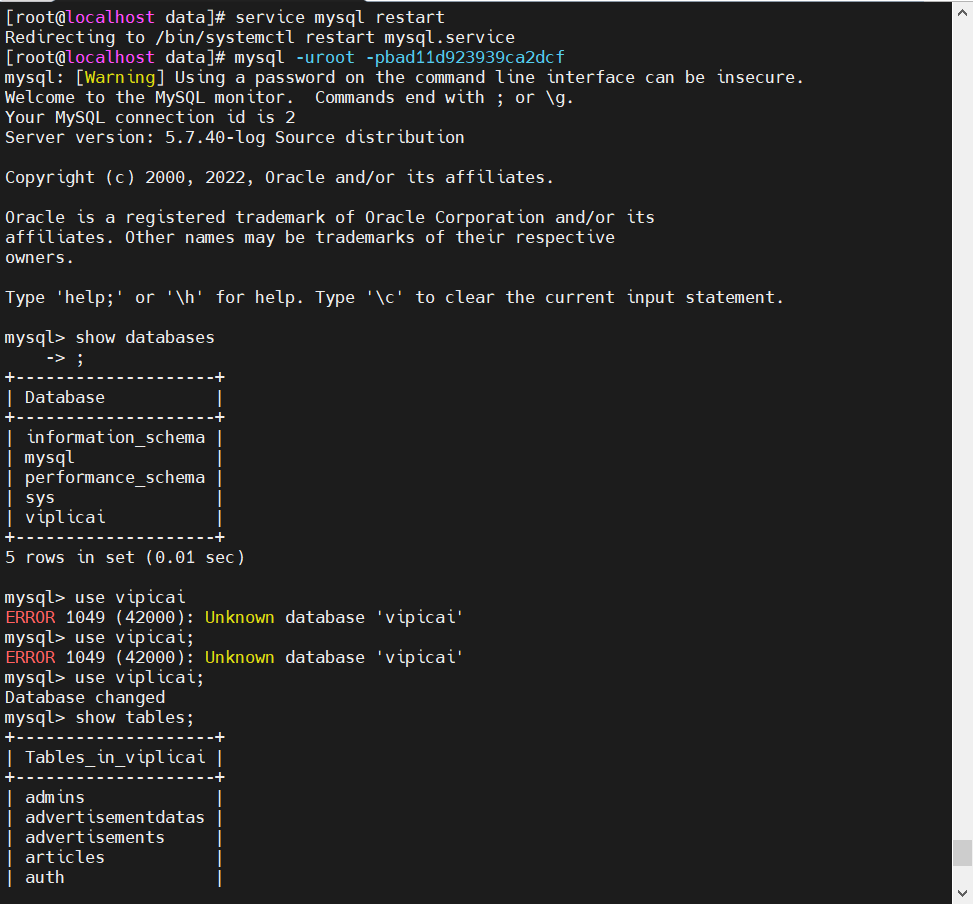 [root@localhost data]# service mysql restart
Redirecting to /bin/systemctl restart mysql.service
[root@localhost data]# mysql -uroot -pbad11d923939ca2dcf
mysql: [Warning] Using a password on the command line interface can be insecure.
Welcome to the MySQL monitor.  Commands end with ; or \g.
Your MySQL connection id is 2
Server version: 5.7.40-log Source distribution

Copyright (c) 2000, 2022, Oracle and/or its affiliates.

Oracle is a registered trademark of Oracle Corporation and/or its
affiliates. Other names may be trademarks of their respective
owners.

Type 'help;' or '\h' for help. Type '\c' to clear the current input statement.

mysql> show databases
    -> ;
+--------------------+
| Database           |
+--------------------+
| information_schema |
| mysql              |
| performance_schema |
| sys                |
| viplicai           |
+--------------------+
5 rows in set (0.01 sec)

mysql> use vipicai
ERROR 1049 (42000): Unknown database 'vipicai'
mysql> use vipicai;
ERROR 1049 (42000): Unknown database 'vipicai'
mysql> use viplicai;
Database changed
mysql> show tables;
+--------------------+
| Tables_in_viplicai |
+--------------------+
| admins             |
| advertisementdatas |
| advertisements     |
| articles           |
| auth               |